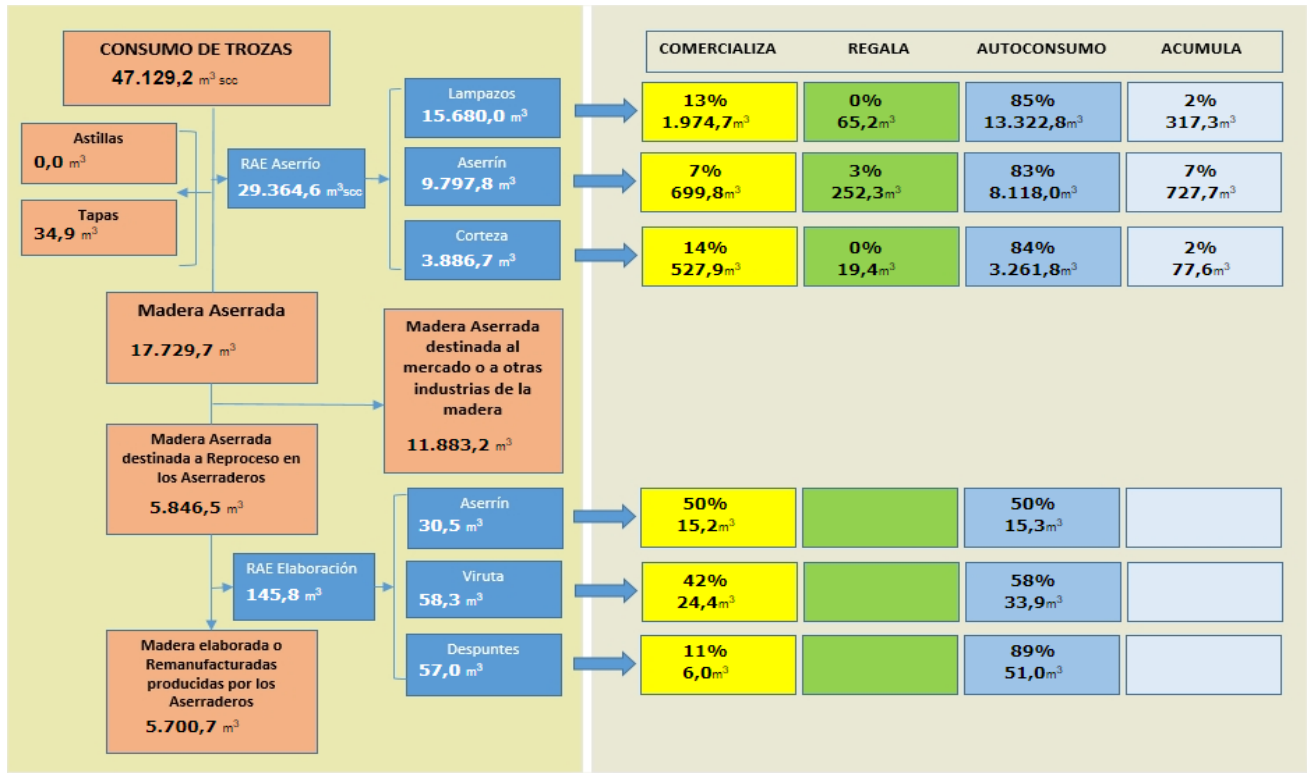 CONSUMO DE TROZAS
47.129,2 m³ scc
Astillas
0,0 m³
Tapas
34,9 m³
RAE Aserrío
29.364,6 m³scc
Lampazos
15.680,0 m³
Aserrín
9.797,8 m³
Corteza
3.886,7 m³
Madera Aserrada
17.729,7 m³
Madera Aserrada
destinada al
mercado o a otras
industrias de la
madera
11.883,2 m³
Madera Aserrada
destinada a Reproceso en
los Aserraderos
5.846,5 m³
RAE Elaboración
145,8 m³
Aserrín
30,5 m³
Viruta
58,3 m³
Despuntes
57,0 m³
Madera elaborada o
Remanufacturadas
producidas por los
Aserraderos
5.700,7 m³
COMERCIALIZA REGALA AUTOCONSUMO ACUMULA
13% 0% 85% 2%
1.974,7m³ 65,2m³ 13.322,8m³ 317,3m³
7% 3% 83% 7%
699,8m³ 252,3m³ 8.118,0m³ 727,7m³
14% 0% 84% 2%
527,9m³ 19,4m³ 3.261,8m³ 77,6m³
50% 50%
15,2m³ 15,3m³
42% 58%
24,4m³ 33,9m³
11% 89%
6,0m³ 51,0m³